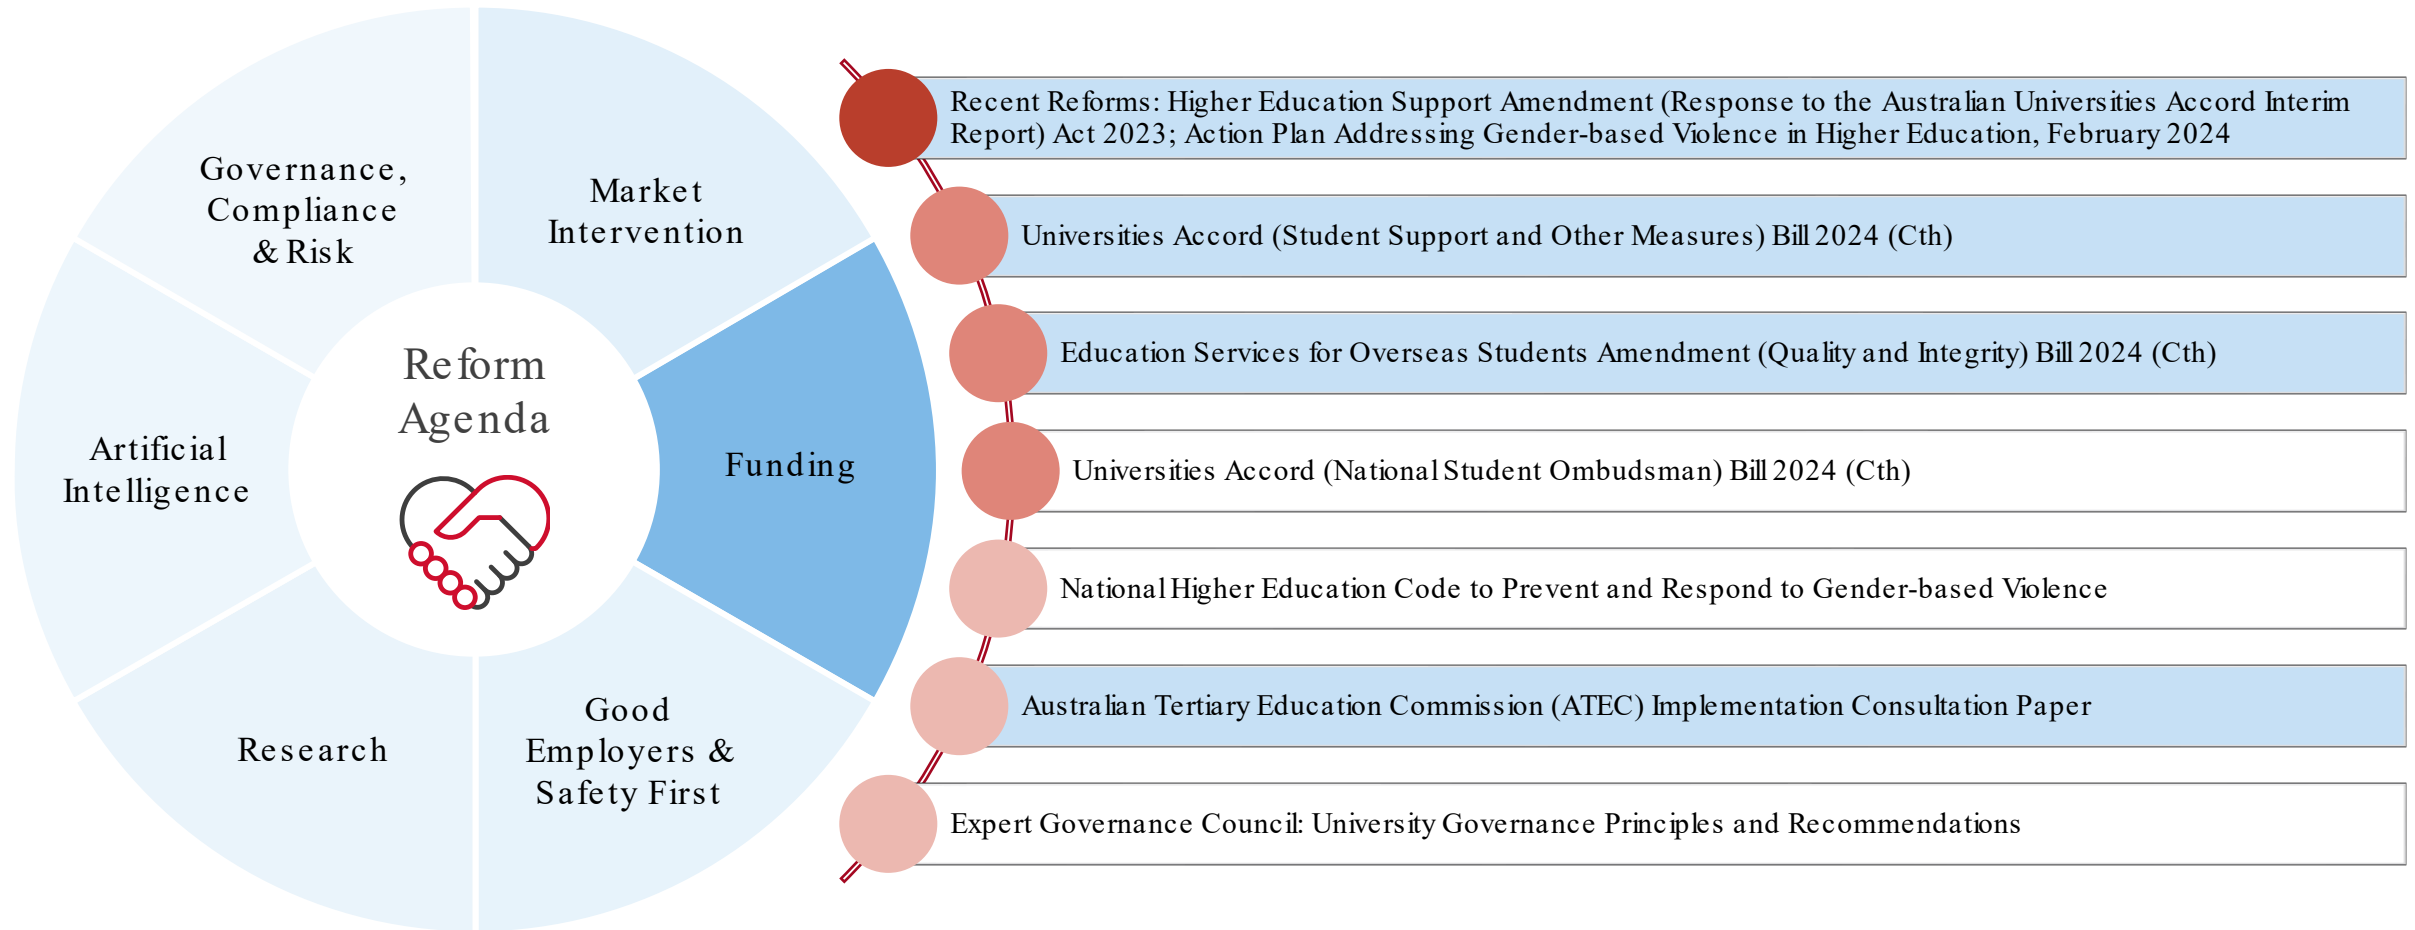 Governance,
Compliance
& Risk
Market
Intervention
Funding
Good
Employers &
Safety First
Research
Artificial
Intelligence
Reform
Agenda
Recent Reforms: Higher Education Support Amendment (Response to the Australian Universities Accord Interim
Report) Act 2023; Action Plan Addressing Gender-based Violence in Higher Education, February 2024
Universities Accord (Student Support and Other Measures) Bill 2024 (Cth)
Education Services for Overseas Students Amendment (Quality and Integrity) Bill 2024 (Cth)
Universities Accord (National Student Ombudsman) Bill 2024 (Cth)
National Higher Education Code to Prevent and Respond to Gender-based Violence
Australian Tertiary Education Commission (ATEC) Implementation Consultation Paper
Expert Governance Council: University Governance Principles and Recommendations